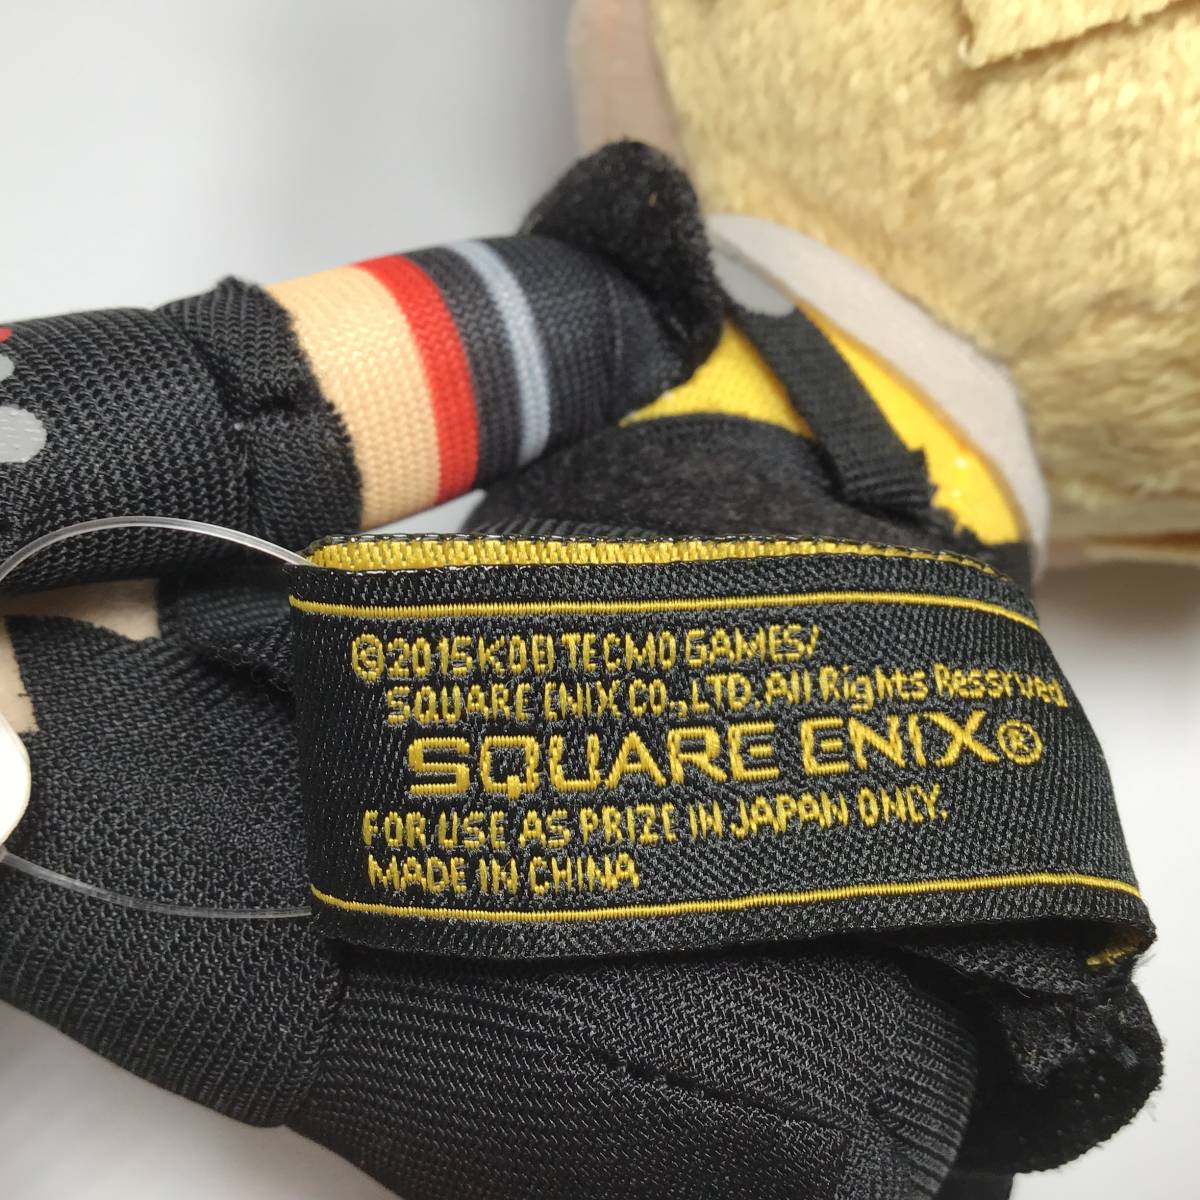 ©2015 KOEI TECMO GAMES/
SQUARE ENIX CO., LTD. All Rights Reserved
SQUARE ENIX®
FOR USE AS PRIZE IN JAPAN ONLY.
MADE IN CHINA